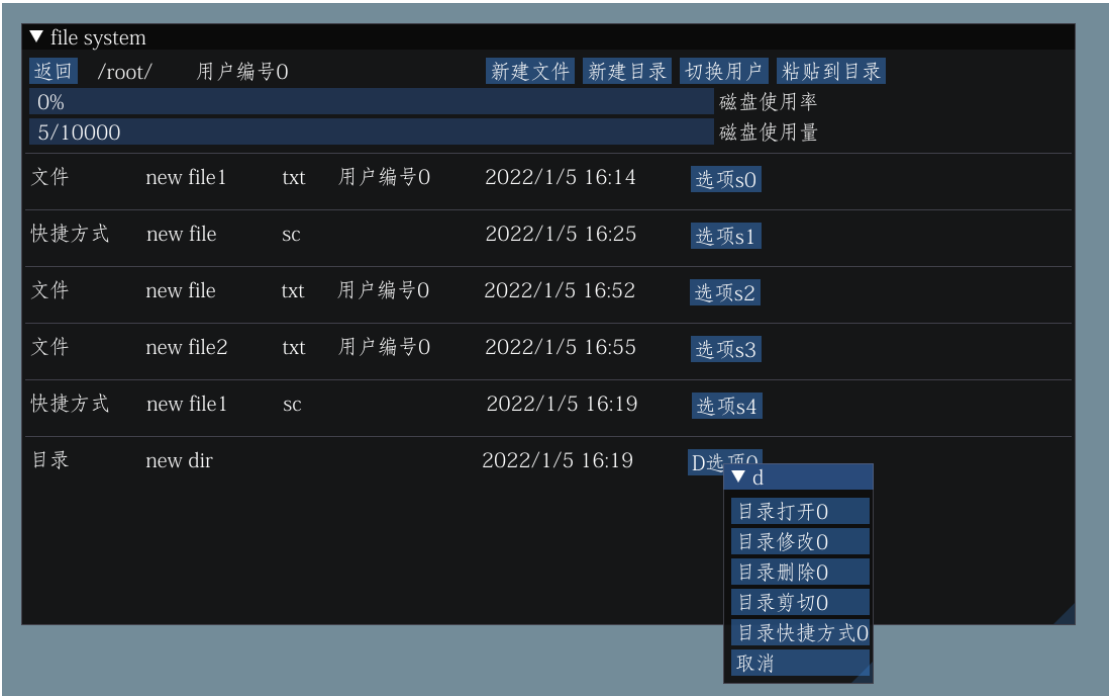 ▼ file system
返回 /root/ 用户编号0 新建文件 新建目录 切换用户 粘贴到目录
0% 磁盘使用率
5/10000 磁盘使用量
文件 new file1 txt 用户编号0 2022/1/5 16:14 选项s0
快捷方式 new file sc 2022/1/5 16:25 选项s1
文件 new file txt 用户编号0 2022/1/5 16:52 选项s2
文件 new file2 txt 用户编号0 2022/1/5 16:55 选项s3
快捷方式 new file1 sc 2022/1/5 16:19 选项s4
目录 new dir 2022/1/5 16:19 D选项0
▼ d
目录打开0
目录修改0
目录删除0
目录剪切0
目录快捷方式0
取消